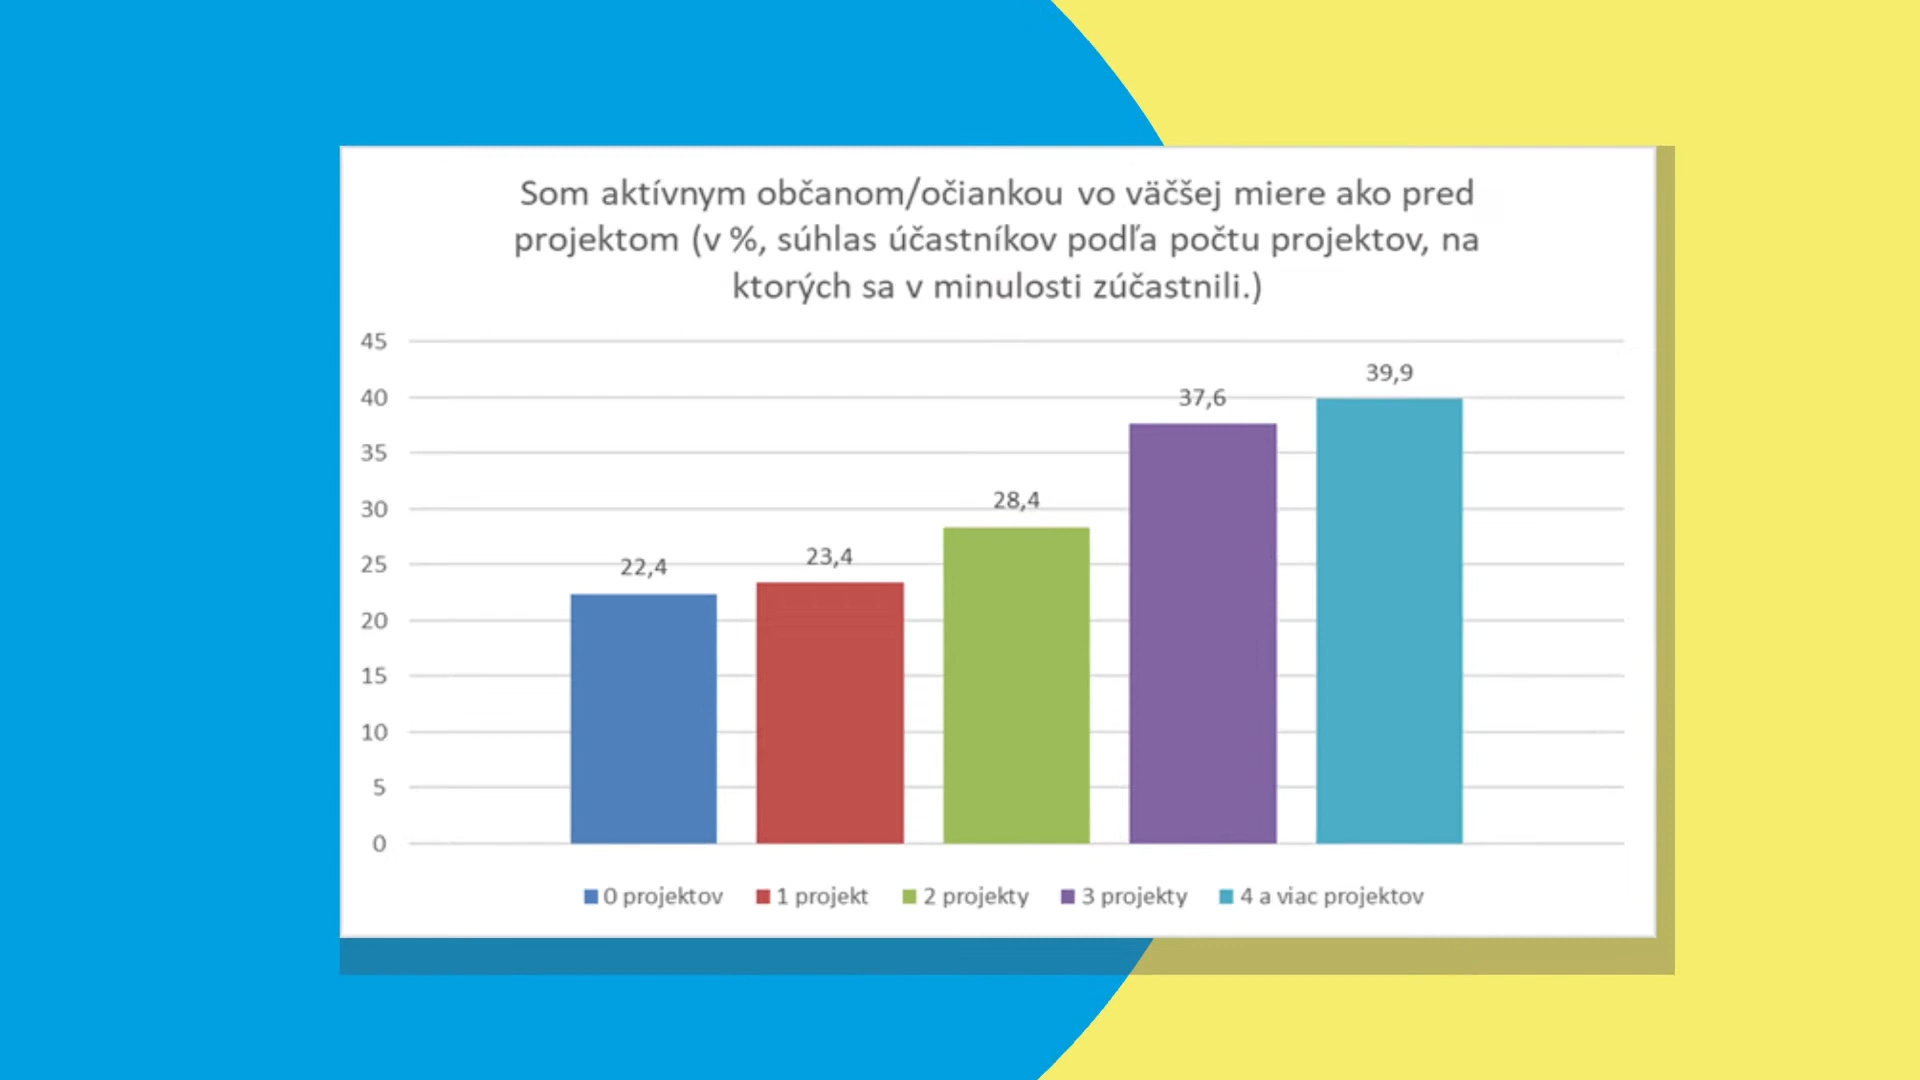 Som aktívnym občanom/očiankou vo väčšej miere ako pred
projektom (v %, súhlas účastníkov podľa počtu projektov, na
ktorých sa v minulosti zúčastnili.)
45
40
35
30
25
20
15
10
5
0
22,4
23,4
28,4
37,6
39,9
0 projektov
1 projekt
2 projekty
3 projekty
4 a viac projektov